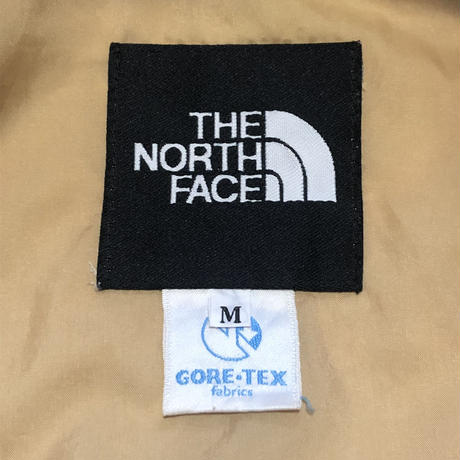 THE
NORTH
FACE
M
GORE-TEX
fabrics